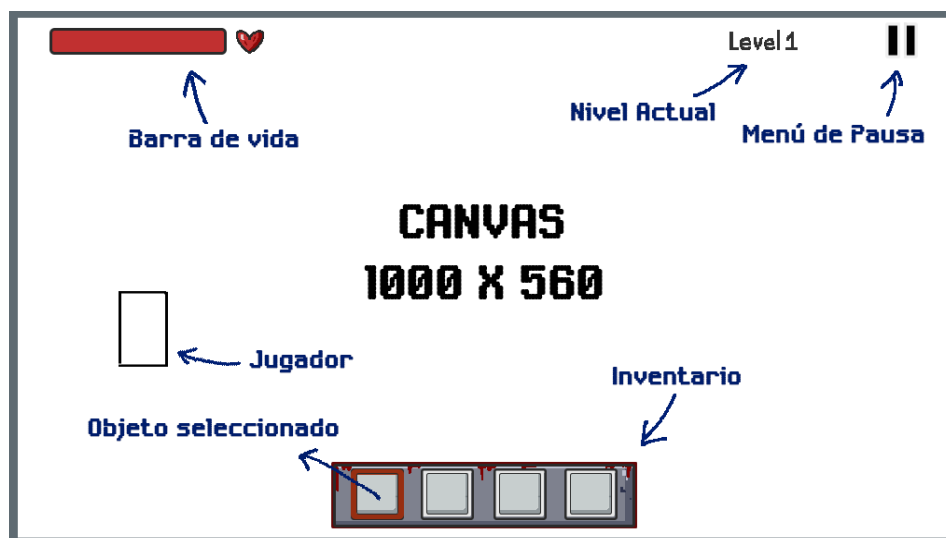 Level 1
Nivel Actual
Barra de vida
Menú de Pausa
CANVAS
1000 X 560
Jugador
Inventario
Objeto seleccionado